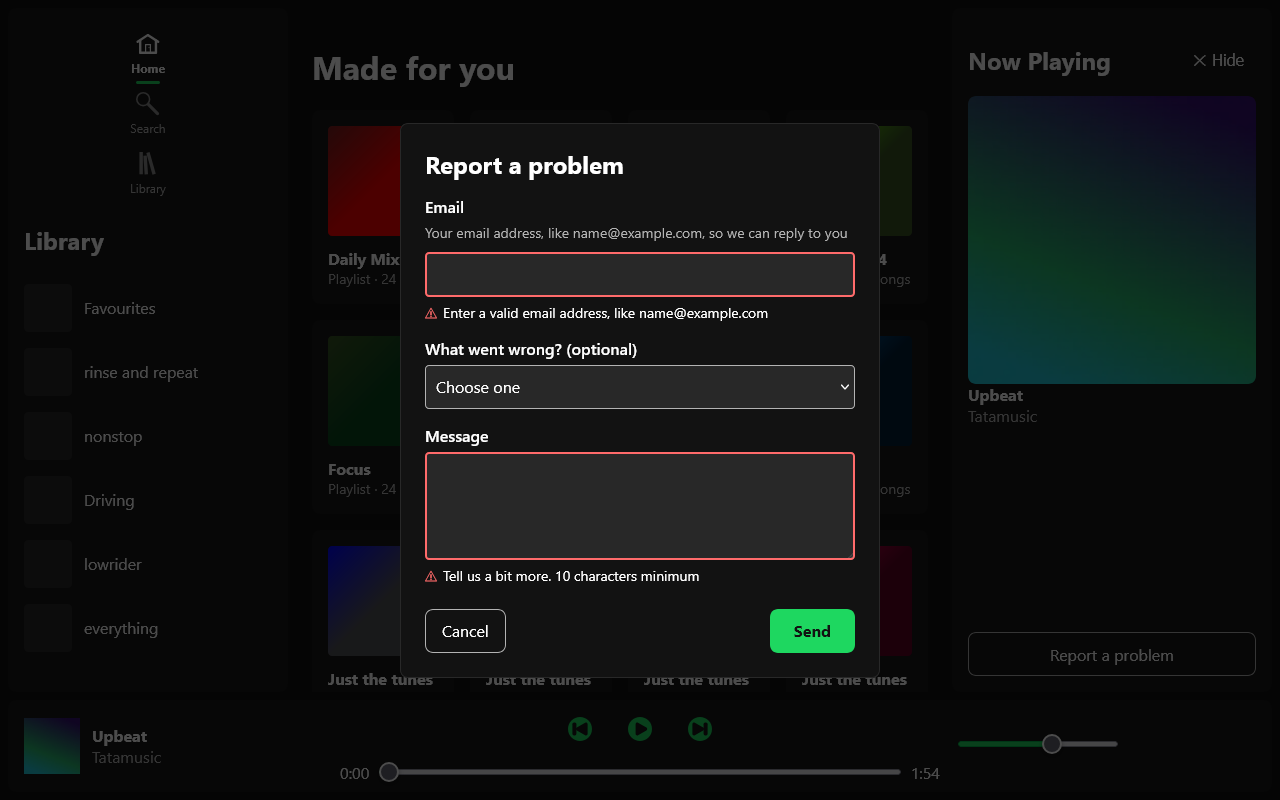 Home
Search
Library
Library
Favourites
rinse and repeat
nonstop
Driving
lowrider
everything
Made for you
Daily Mix
Playlist · 24
4
ongs
Focus
Playlist · 24
ongs
Just the tunes
Just the tunes
Just the tunes
Just the tunes
Report a problem
Email
Your email address, like name@example.com, so we can reply to you
Enter a valid email address, like name@example.com
What went wrong? (optional)
Choose one
Message
Tell us a bit more. 10 characters minimum
Cancel
Send
Now Playing
Hide
Upbeat
Tatamusic
Report a problem
Upbeat
Tatamusic
0:00
1:54